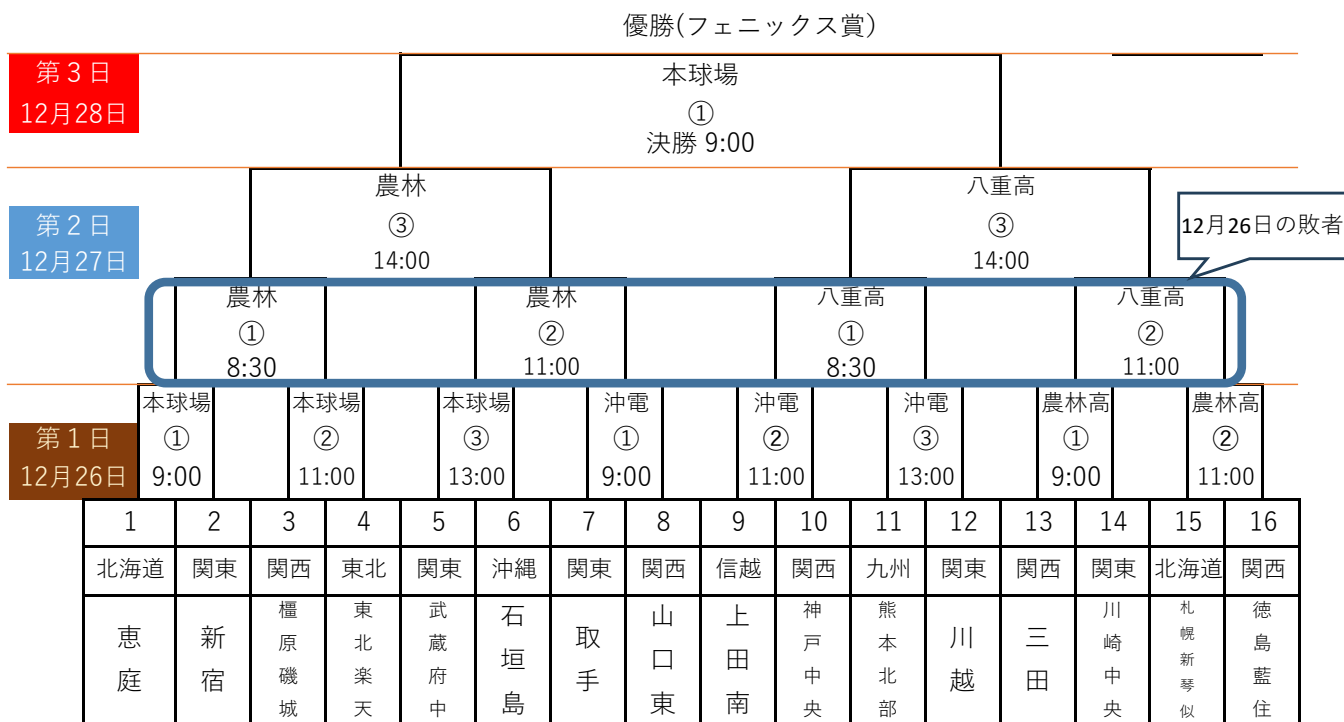 優勝(フェニックス賞)
第3日
12月28日
本球場
①
決勝 9:00
第2日
12月27日
農林
③
14:00
八重高
③
14:00
12月26日の敗者
農林
①
8:30
農林
②
11:00
八重高
①
8:30
八重高
②
11:00
第1日
12月26日
本球場
①
9:00
本球場
②
11:00
本球場
③
13:00
沖電
①
9:00
沖電
②
11:00
沖電
③
13:00
農林高
①
9:00
農林高
②
11:00
1 2 3 4 5 6 7 8 9 10 11 12 13 14 15 16
北海道 関東 関西 東北 関東 沖縄 関東 関西 信越 関西 九州 関東 関西 関東 北海道 関西
恵庭
新宿
橿原磯城
東北楽天
武蔵府中
石垣島
取手
山口東
上田南
神戸中央
熊本北部
川越
三田
川崎中央
札幌新琴似
徳島藍住